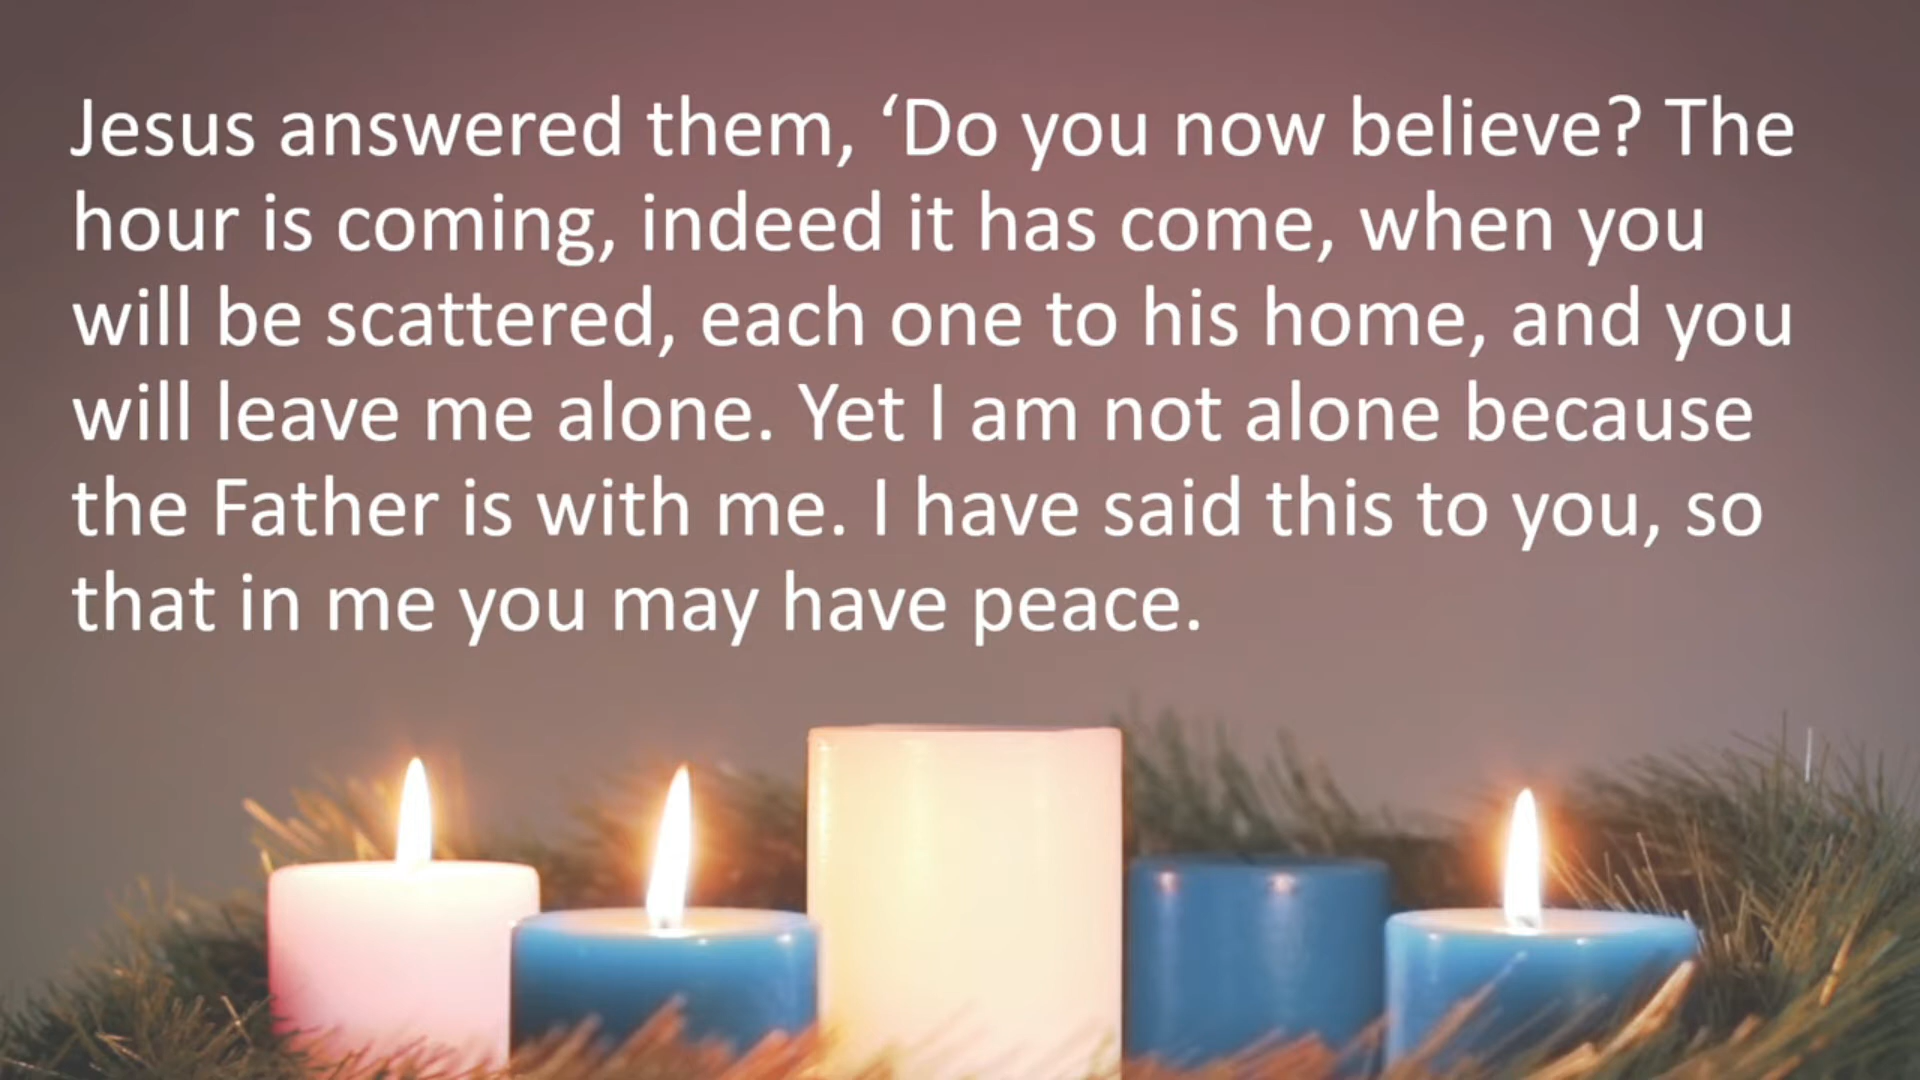 Jesus answered them, ‘Do you now believe? The
hour is coming, indeed it has come, when you
will be scattered, each one to his home, and you
will leave me alone. Yet I am not alone because
the Father is with me. I have said this to you, so
that in me you may have peace.